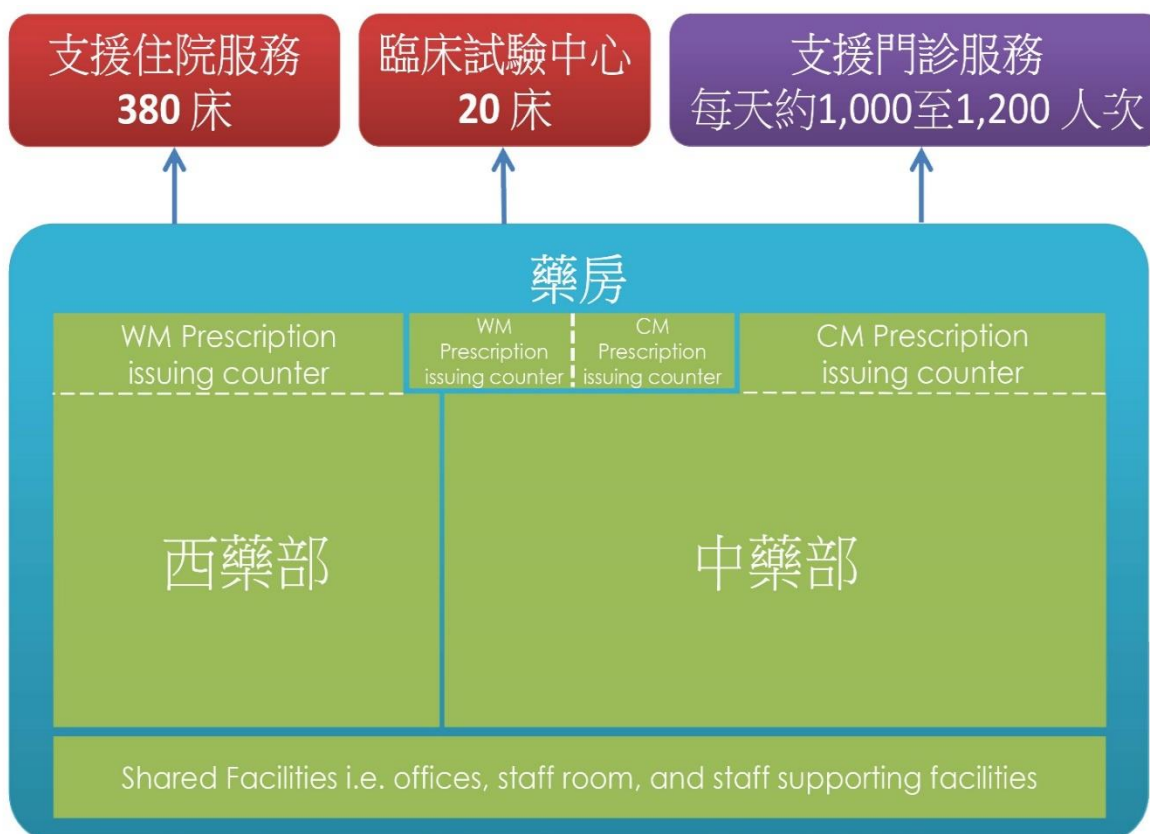 支援住院服務
380 床
臨床試驗中心
20 床
支援門診服務
每天約1,000至1,200 人次
藥房
WM Prescription
issuing counter
WM
Prescription
issuing counter
CM
Prescription
issuing counter
CM Prescription
issuing counter
西藥部
中藥部
Shared Facilities i.e. offices, staff room, and staff supporting facilities